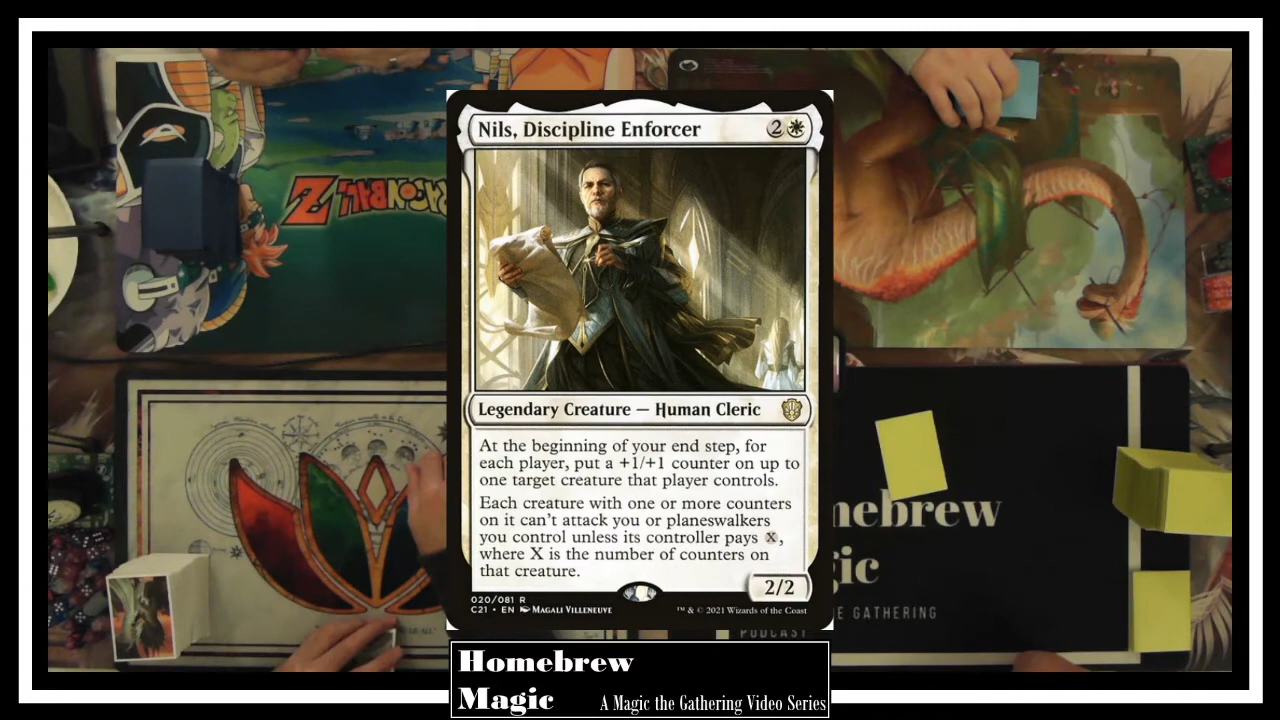 Nils, Discipline Enforcer 2
Legendary Creature — Human Cleric
At the beginning of your end step, for
each player, put a +1/+1 counter on up to
one target creature that player controls.
Each creature with one or more counters
on it can't attack you or planeswalkers
you control unless its controller pays X,
where X is the number of counters on
that creature.
2/2
020/081 R
C21 • EN MAGALI VILLENEUVE
™ & © 2021 Wizards of the Coast
Z
nebrew
gic
E GATHERING
PODCAST
Homebrew
Magic
A Magic the Gathering Video Series